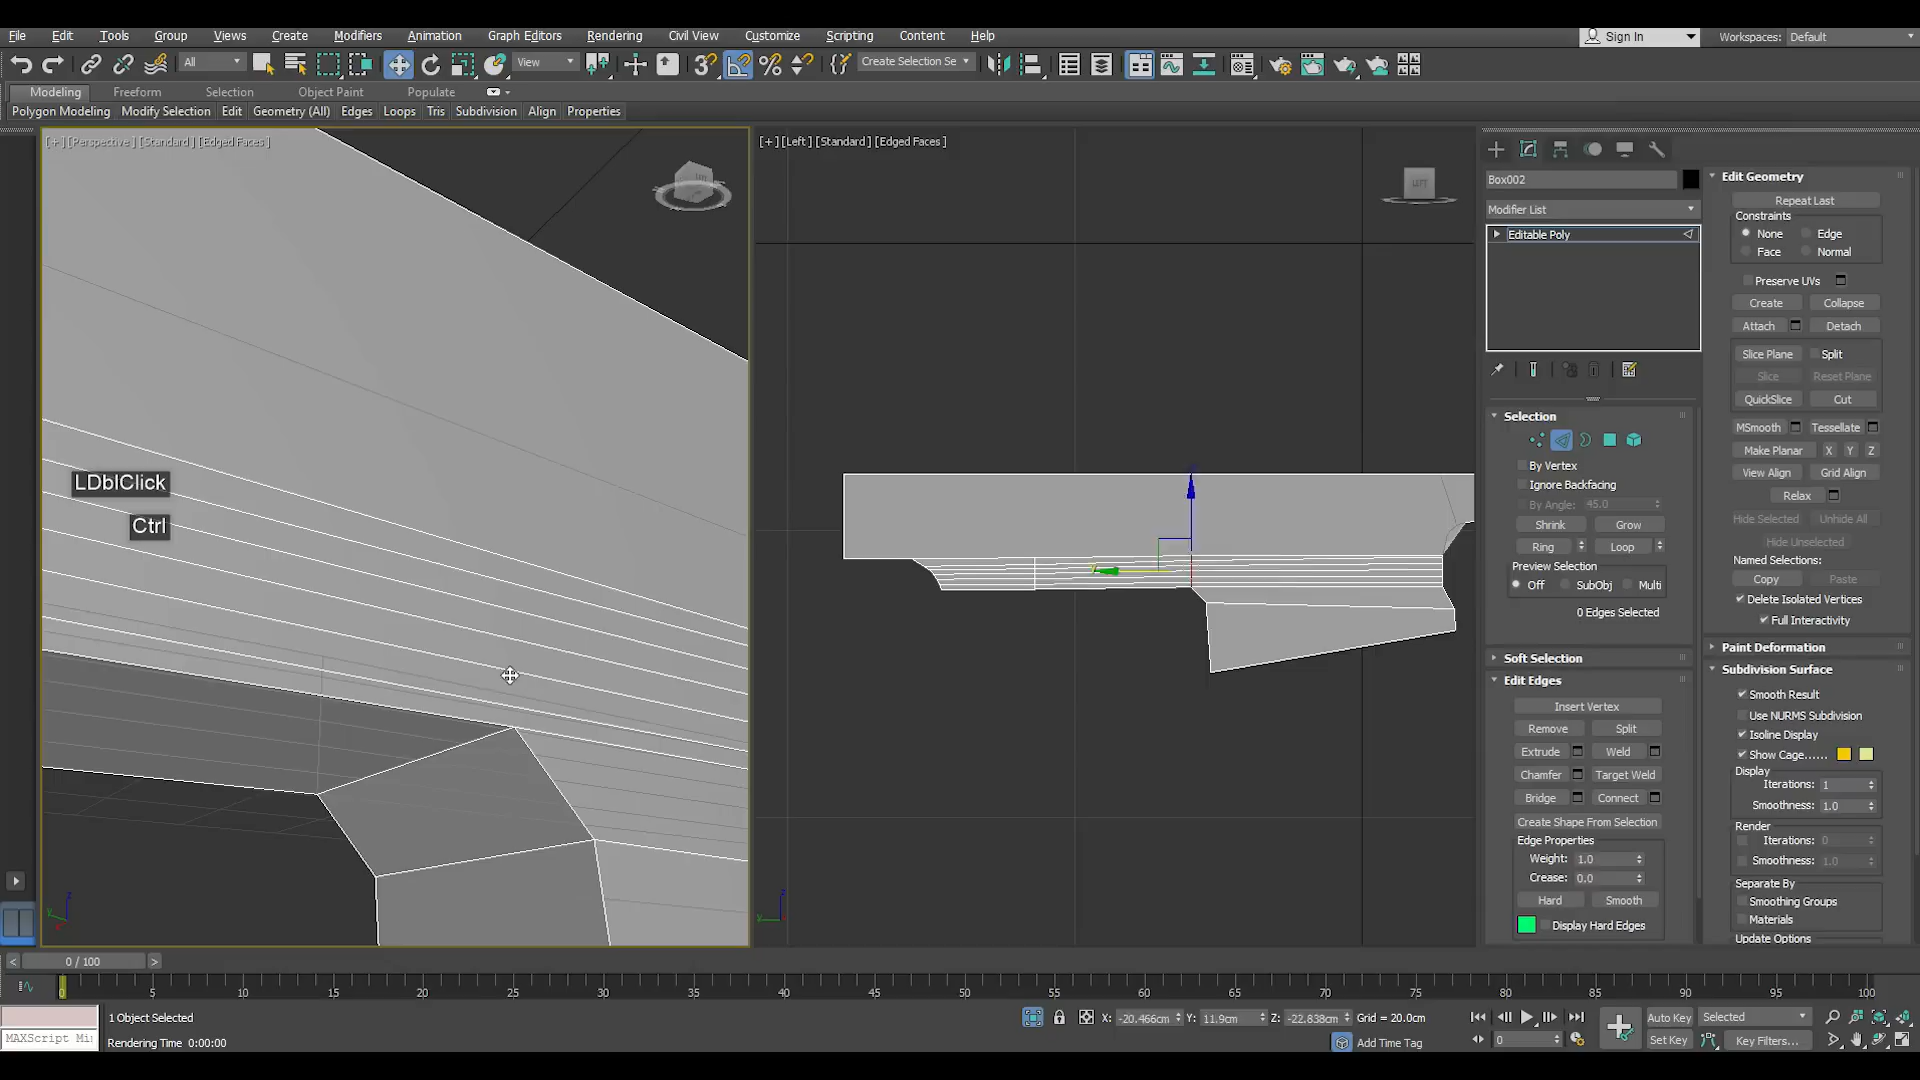 File Edit Tools Group Views Create Modifiers Animation Graph Editors Rendering Civil View Customize Scripting Content Help Sign In Workspaces: Default
All View Create Selection Se
Modeling Freeform Selection Object Paint Populate
Polygon Modeling Modify Selection Edit Geometry (All) Edges Loops Tris Subdivision Align Properties
[+] [Perspective] [Standard] [Edged Faces]
[+] [Left] [Standard] [Edged Faces]
LEFT
LDblClick
Ctrl
Box002
Modifier List
Editable Poly
Selection
By Vertex
Ignore Backfacing
By Angle: 45.0
Shrink Grow
Ring Loop
Preview Selection
Off SubObj Multi
0 Edges Selected
Soft Selection
Edit Edges
Insert Vertex
Remove Split
Extrude Weld
Chamfer Target Weld
Bridge Connect
Create Shape From Selection
Edge Properties
Weight: 1.0
Crease: 0.0
Hard Smooth
Display Hard Edges
Edit Geometry
Repeat Last
Constraints
None Edge
Face Normal
Preserve UVs
Create Collapse
Attach Detach
Slice Plane Split
Slice Reset Plane
QuickSlice Cut
MSmooth Tessellate
Make Planar X Y Z
View Align Grid Align
Relax
Hide Selected Unhide All
Hide Unselected
Named Selections:
Copy Paste
Delete Isolated Vertices
Full Interactivity
Paint Deformation
Subdivision Surface
Smooth Result
Use NURMS Subdivision
Isoline Display
Show Cage......
Display
Iterations: 1
Smoothness: 1.0
Render
Iterations: 0
Smoothness: 1.0
Separate By
Smoothing Groups
Materials
Update Options
< 0 / 100 >
0 5 10 15 20 25 30 35 40 45 50 55 60 65 70 75 80 85 90 95 100
1 Object Selected
X: -20.466cm Y: 11.9cm Z: -22.838cm Grid = 20.0cm
Auto Key Selected
MAXScript Mi
Rendering Time 0:00:00
Add Time Tag
0
Set Key Key Filters...